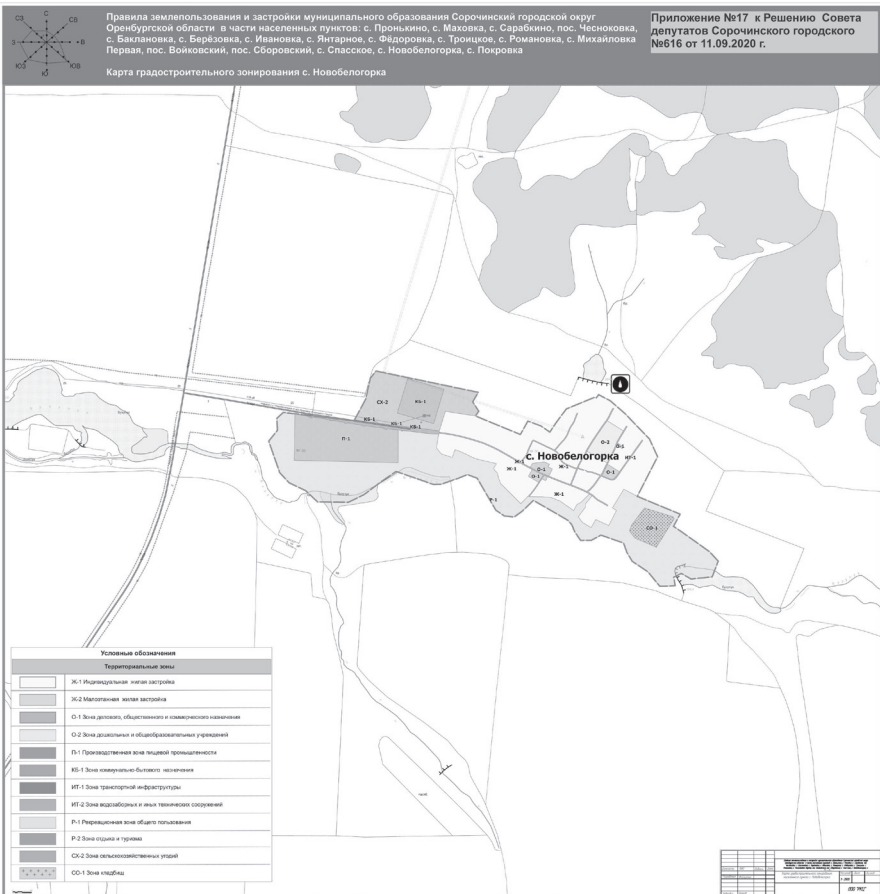 С
СЗ
СВ
З
В
ЮЗ
ЮВ
Ю
Правила землепользования и застройки муниципального образования Сорочинский городской округ
Оренбургской области в части населенных пунктов: с. Пронькино, с. Маховка, с. Сарабкино, пос. Чесноковка,
с. Баклановка, с. Берёзовка, с. Ивановка, с. Янтарное, с. Фёдоровка, с. Троицкое, с. Романовка, с. Михайловка
Первая, пос. Войковский, пос. Сборовский, с. Спасское, с. Новобелогорка, с. Покровка
Карта градостроительного зонирования с. Новобелогорка
Приложение №17 к Решению Совета
депутатов Сорочинского городского
№616 от 11.09.2020 г.
СХ-2
КБ-1
КБ-1
КБ-1
КБ-1
П-1
О-2
О-1
ИТ-1
с. Новобелогорка
Ж-1
Ж-1
О-1
О-1
Ж-1
О-1
Ж-1
Р-1
СО-1
Условные обозначения
Территориальные зоны
Ж-1 Индивидуальная жилая застройка
Ж-2 Малоэтажная жилая застройка
О-1 Зона делового, общественного и коммерческого назначения
О-2 Зона дошкольных и общеобразовательных учреждений
П-1 Производственная зона пищевой промышленности
КБ-1 Зона коммунально-бытового назначения
ИТ-1 Зона транспортной инфраструктуры
ИТ-2 Зона водозаборных и иных технических сооружений
Р-1 Рекреационная зона общего пользования
Р-2 Зона отдыха и туризма
СХ-2 Зона сельскохозяйственных угодий
СО-1 Зона кладбищ